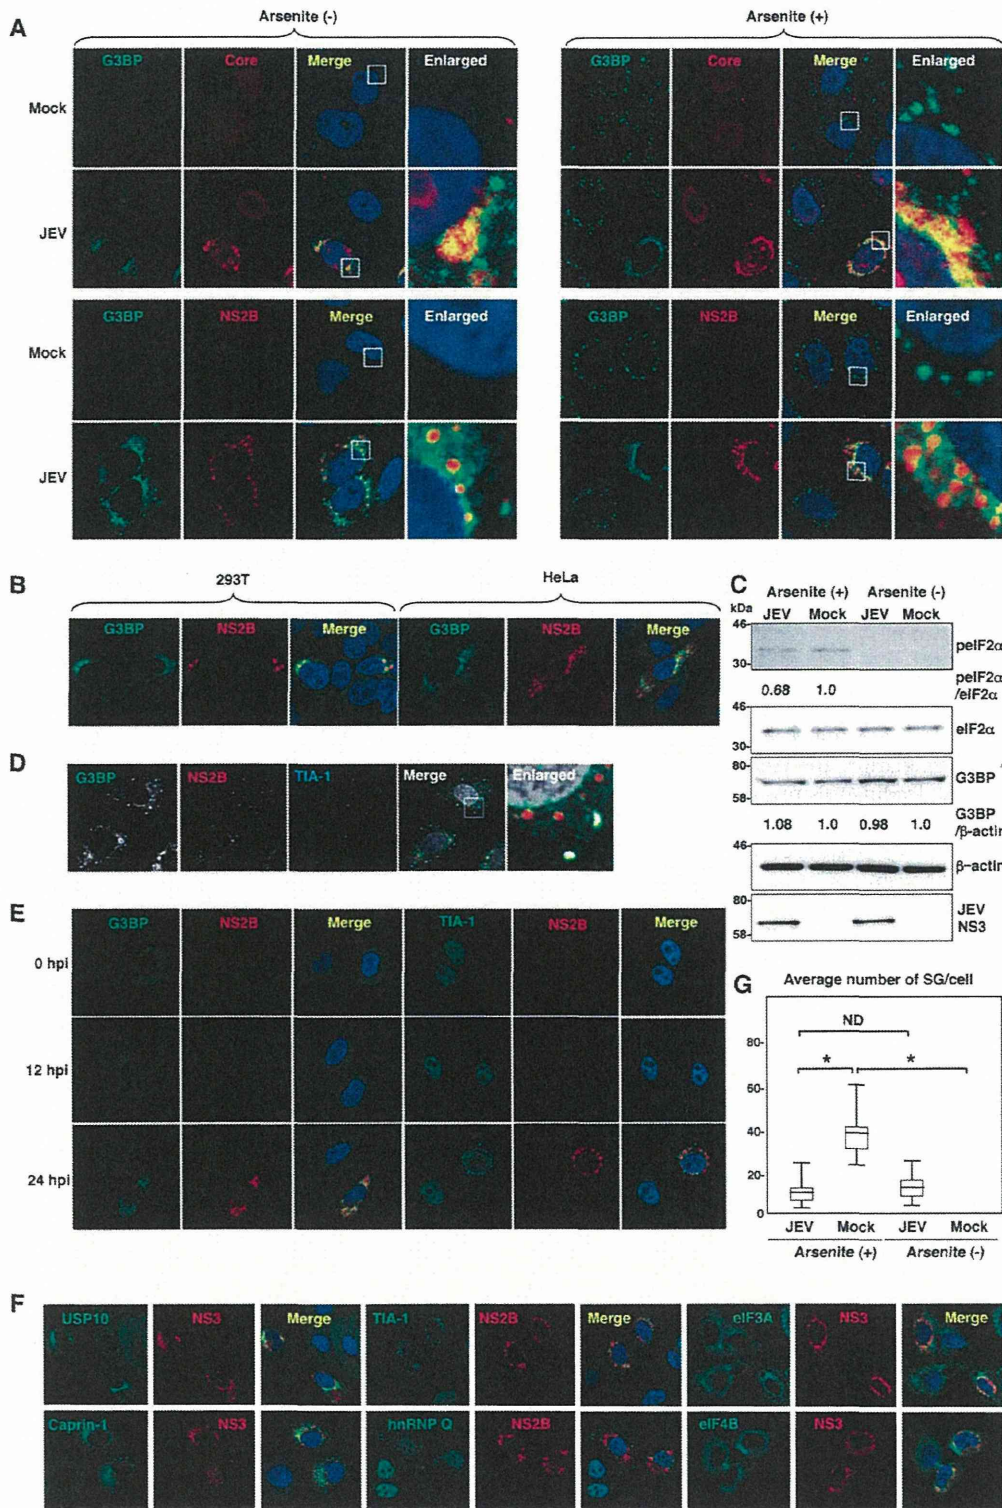 A
Arsenite (-)
Arsenite (+)
G3BP Core Merge Enlarged
G3BP Core Merge Enlarged
Mock
JEV
G3BP NS2B Merge Enlarged
G3BP NS2B Merge Enlarged
Mock
JEV
B
293T
HeLa
G3BP NS2B Merge G3BP NS2B Merge
C
Arsenite (+) Arsenite (-)
kDa JEV Mock JEV Mock
46-
30-
peIF2α
0.68 1.0
peIF2α
/eIF2α
46-
30-
eIF2α
80-
58-
G3BP
1.08 1.0 0.98 1.0
G3BP
/β-actin
46-
β-actin
80-
58-
JEV
NS3
D
G3BP NS2B TIA-1 Merge Enlarged
E
G3BP NS2B Merge TIA-1 NS2B Merge
0 hpi
12 hpi
24 hpi
G
Average number of SG/cell
ND
* *
80-
60-
40-
20-
0
JEV Mock JEV Mock
Arsenite (+) Arsenite (-)
F
USP10 NS3 Merge TIA-1 NS2B Merge eIF3A NS3 Merge
Caprin-1 NS3 hnRNP Q NS2B eIF4B NS3